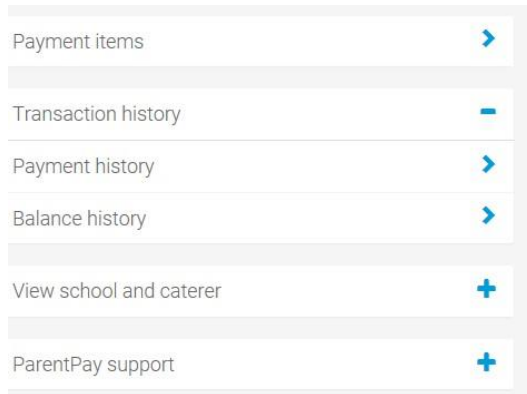 Payment items
Transaction history
Payment history
Balance history
View school and caterer
ParentPay support